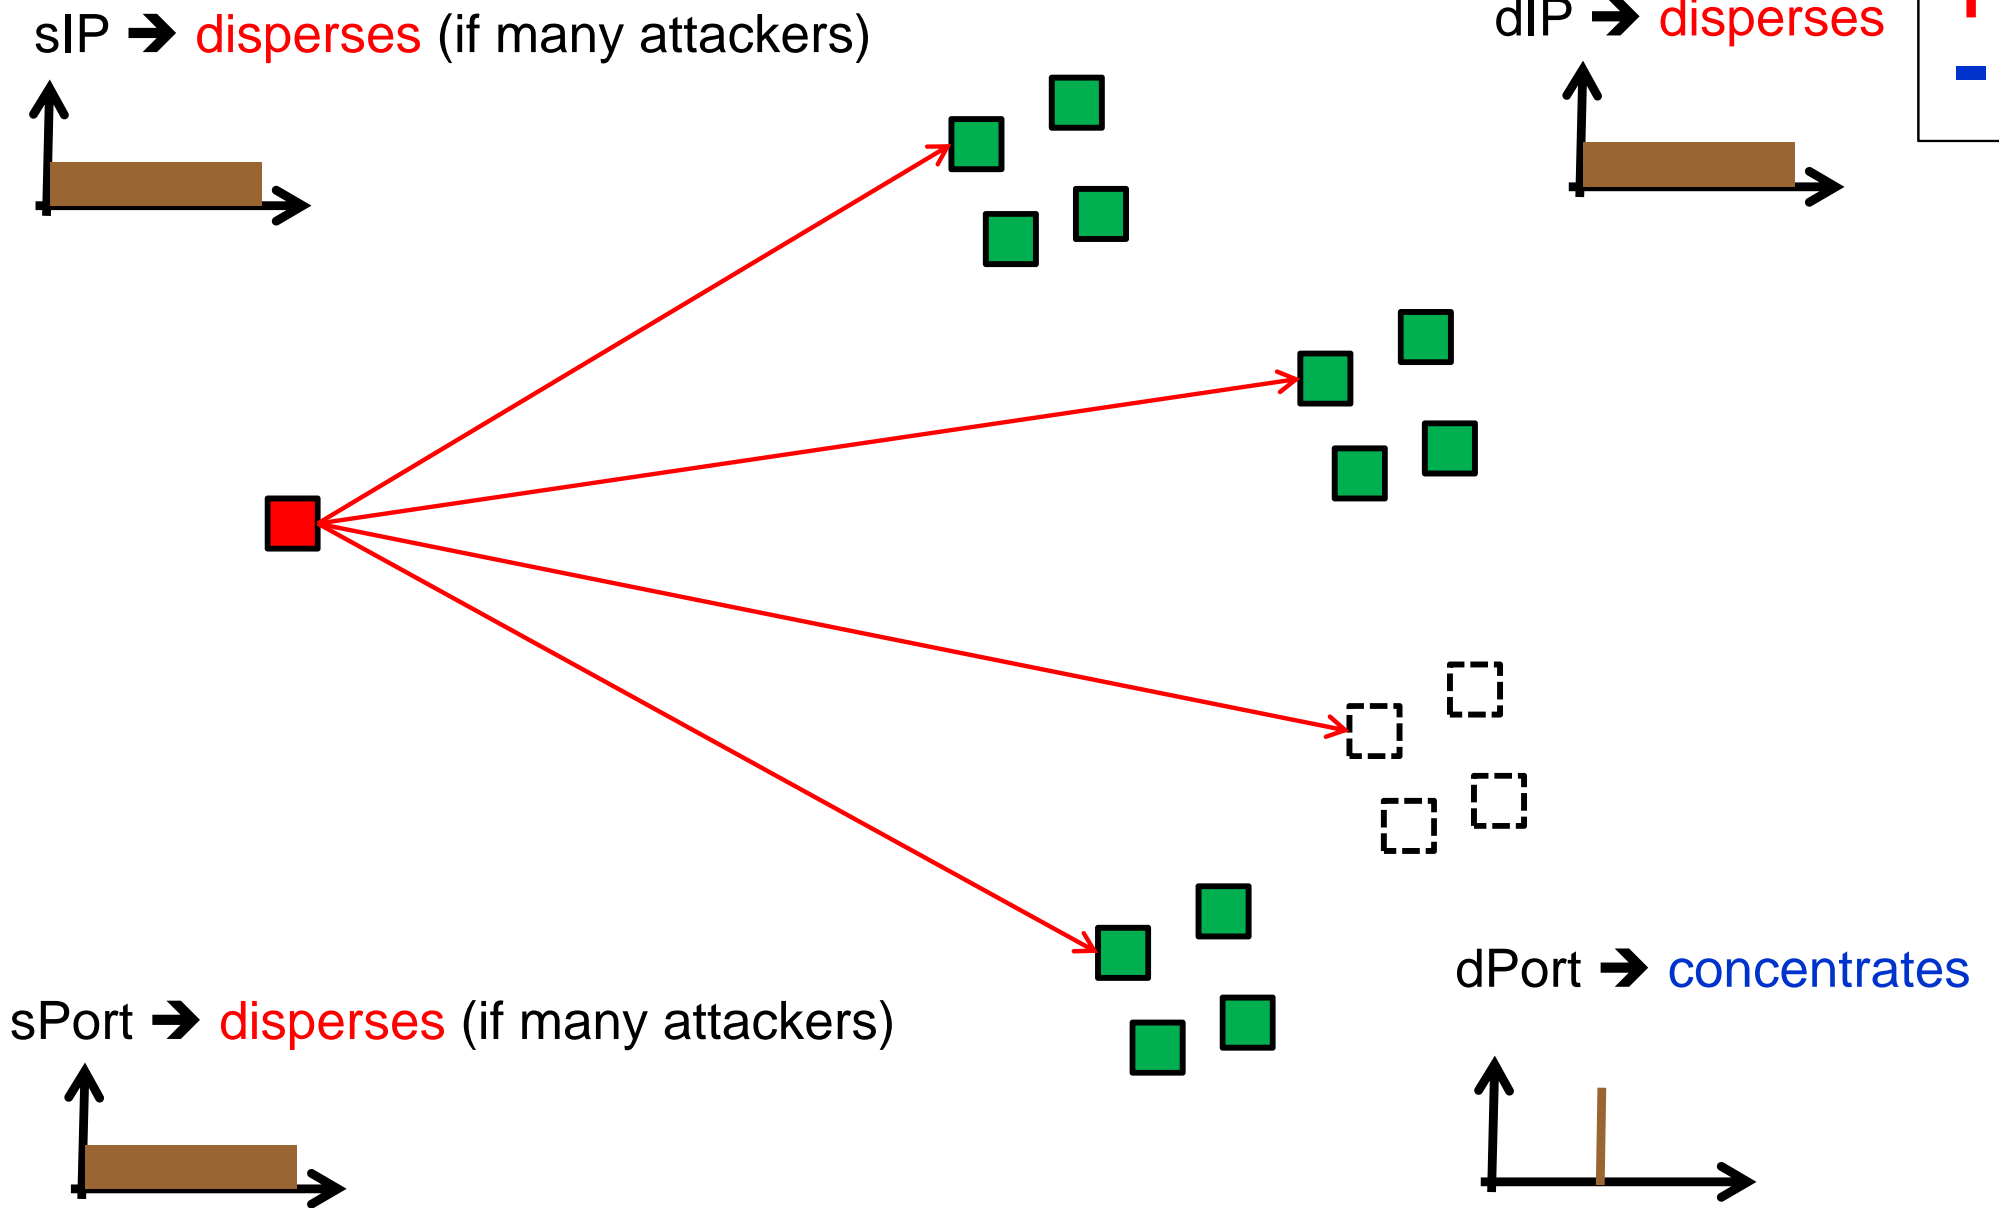 sIP ➔ disperses (if many attackers)
dIP ➔ disperses
dPort ➔ concentrates
sPort ➔ disperses (if many attackers)